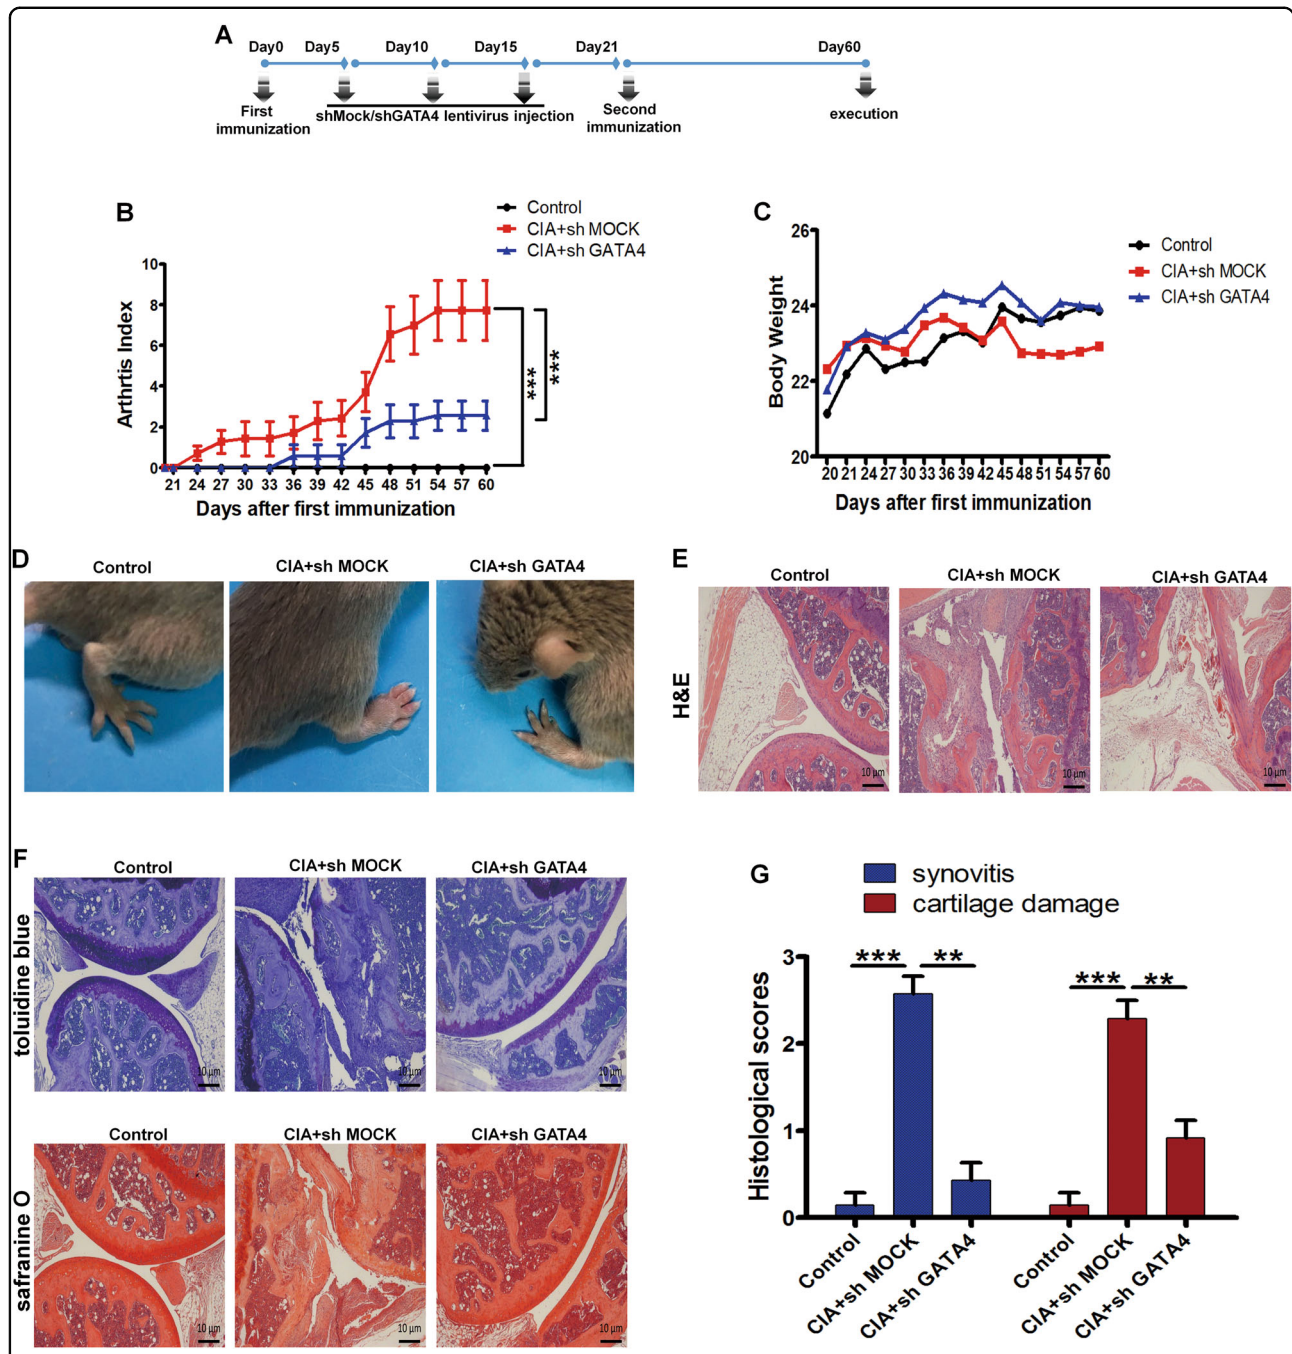 A
Day0 Day5 Day10 Day15 Day21 Day60
First immunization
shMock/shGATA4 lentivirus injection
Second immunization
execution
B
Control
CIA+sh MOCK
CIA+sh GATA4
Arthrtis Index
10
8
6
4
2
0
21 24 27 30 33 36 39 42 45 48 51 54 57 60
Days after first immunization
***
***
C
Control
CIA+sh MOCK
CIA+sh GATA4
Body Weight
26
24
22
20
20 21 24 27 30 33 36 39 42 45 48 51 54 57 60
Days after first immunization
D
Control CIA+sh MOCK CIA+sh GATA4
E
Control CIA+sh MOCK CIA+sh GATA4
H&E
10 µm 10 µm 10 µm
F
Control CIA+sh MOCK CIA+sh GATA4
toluidine blue
10 µm 10 µm 10 µm
Control CIA+sh MOCK CIA+sh GATA4
safranine O
10 µm 10 µm 10 µm
G
synovitis
cartilage damage
Histological scores
3
2
1
0
*** **
*** **
Control CIA+sh MOCK CIA+sh GATA4 Control CIA+sh MOCK CIA+sh GATA4